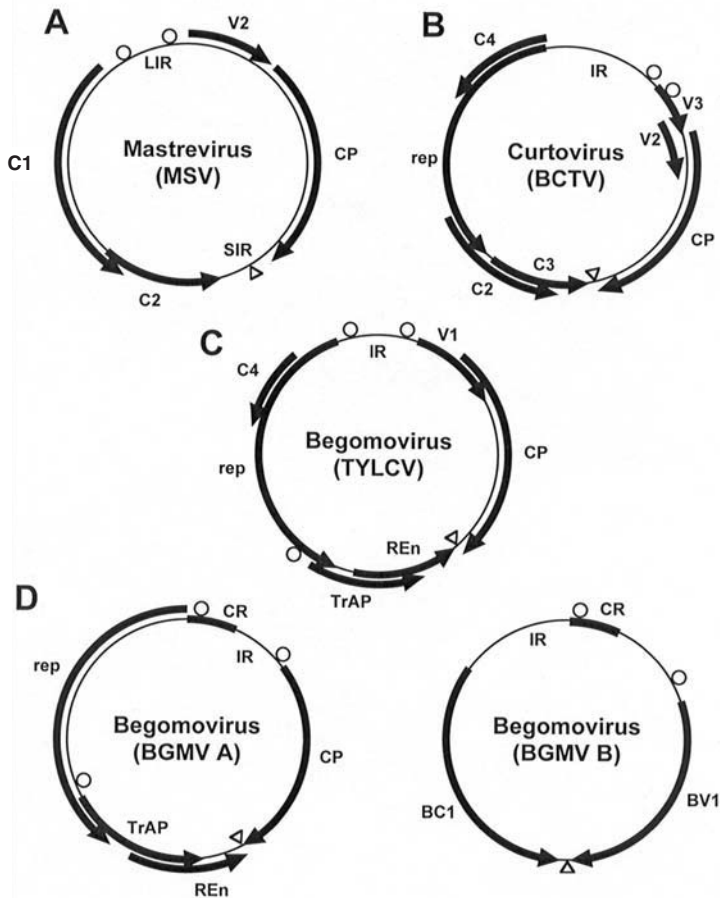 A
V2
LIR
C1
Mastrevirus
(MSV)
CP
SIR
C2
B
C4
IR
V3
V2
rep
Curtovirus
(BCTV)
CP
C3
C2
C
V1
IR
C4
Begomovirus
(TYLCV)
rep
CP
REn
TrAP
D
CR
IR
rep
Begomovirus
(BGMV A)
CP
TrAP
REn
CR
IR
Begomovirus
(BGMV B)
BC1
BV1